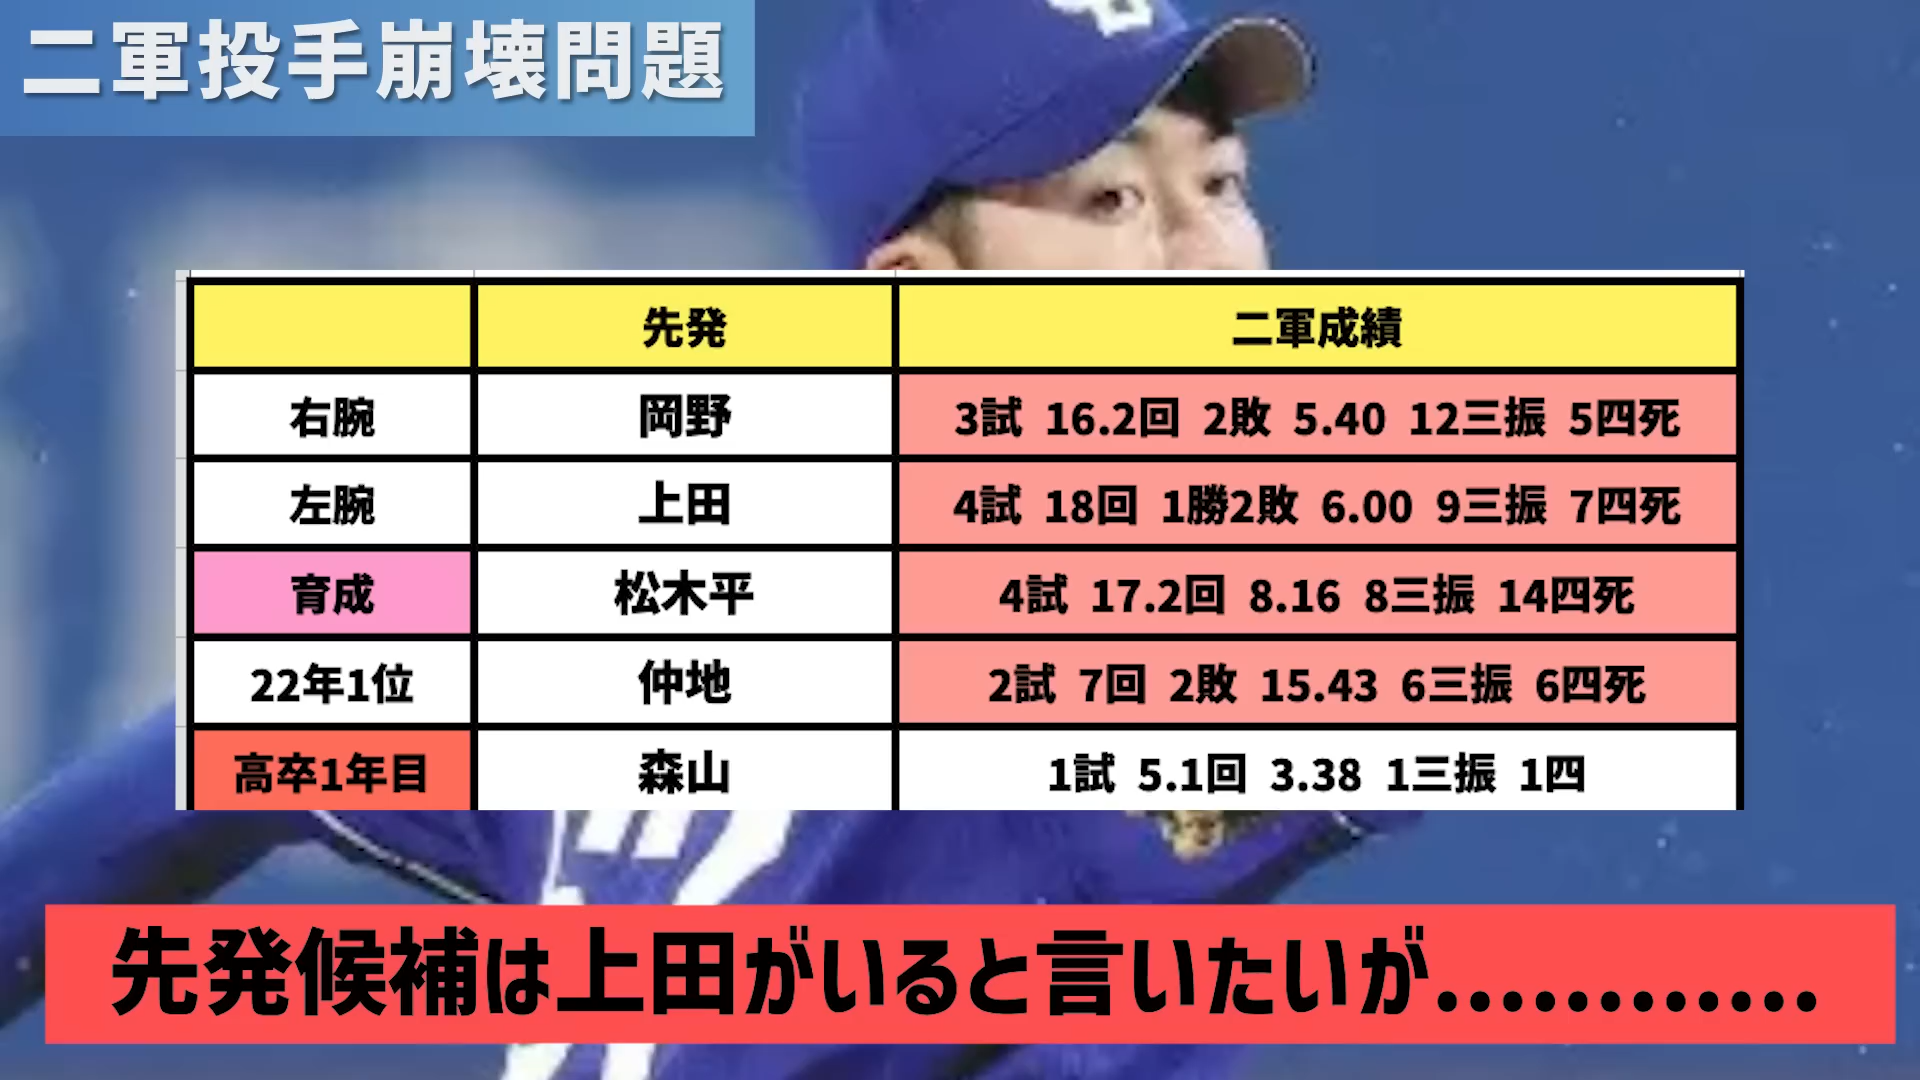 二軍投手崩壊問題
先発 二軍成績
右腕 岡野 3試 16.2回 2敗 5.40 12三振 5四死
左腕 上田 4試 18回 1勝2敗 6.00 9三振 7四死
育成 松木平 4試 17.2回 8.16 8三振 14四死
22年1位 仲地 2試 7回 2敗 15.43 6三振 6四死
高卒1年目 森山 1試 5.1回 3.38 1三振 1四
先発候補は上田がいると言いたいが............